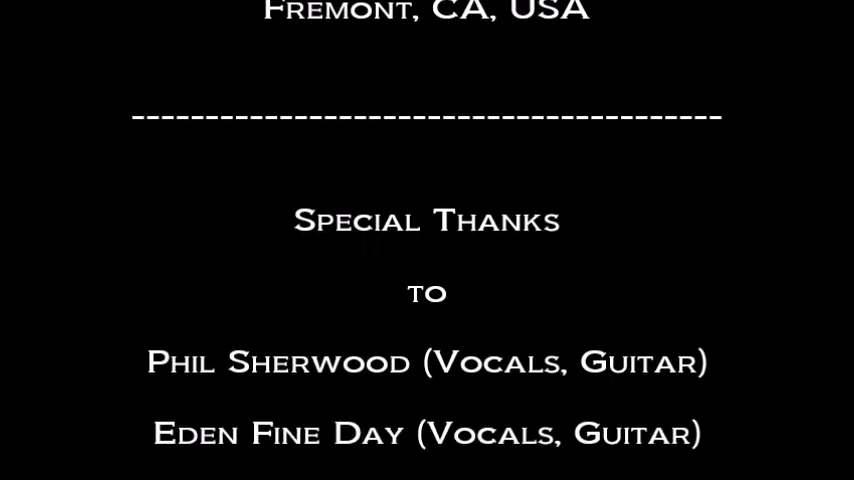 Fremont, CA, USA
----------------------------------------
Special Thanks
to
Phil Sherwood (Vocals, Guitar)
Eden Fine Day (Vocals, Guitar)